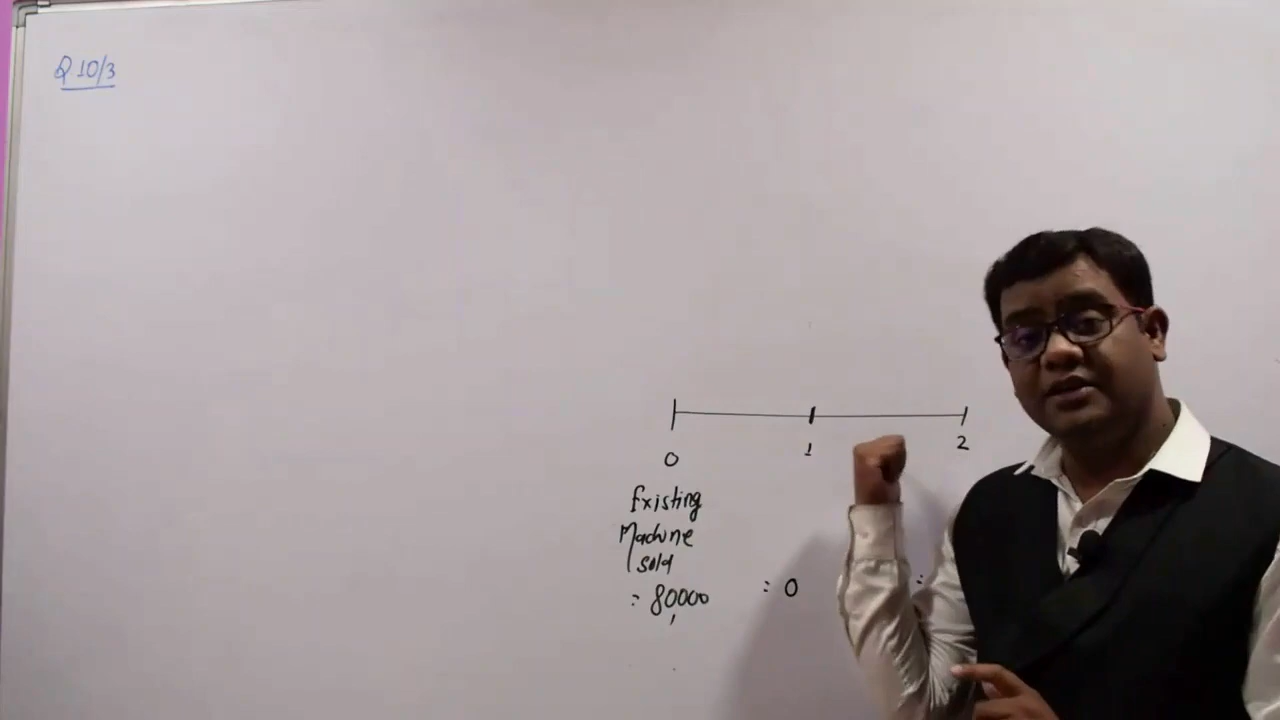 Q 10/3
0 1 2
Existing
Machine
sold
= 80000 = 0 =